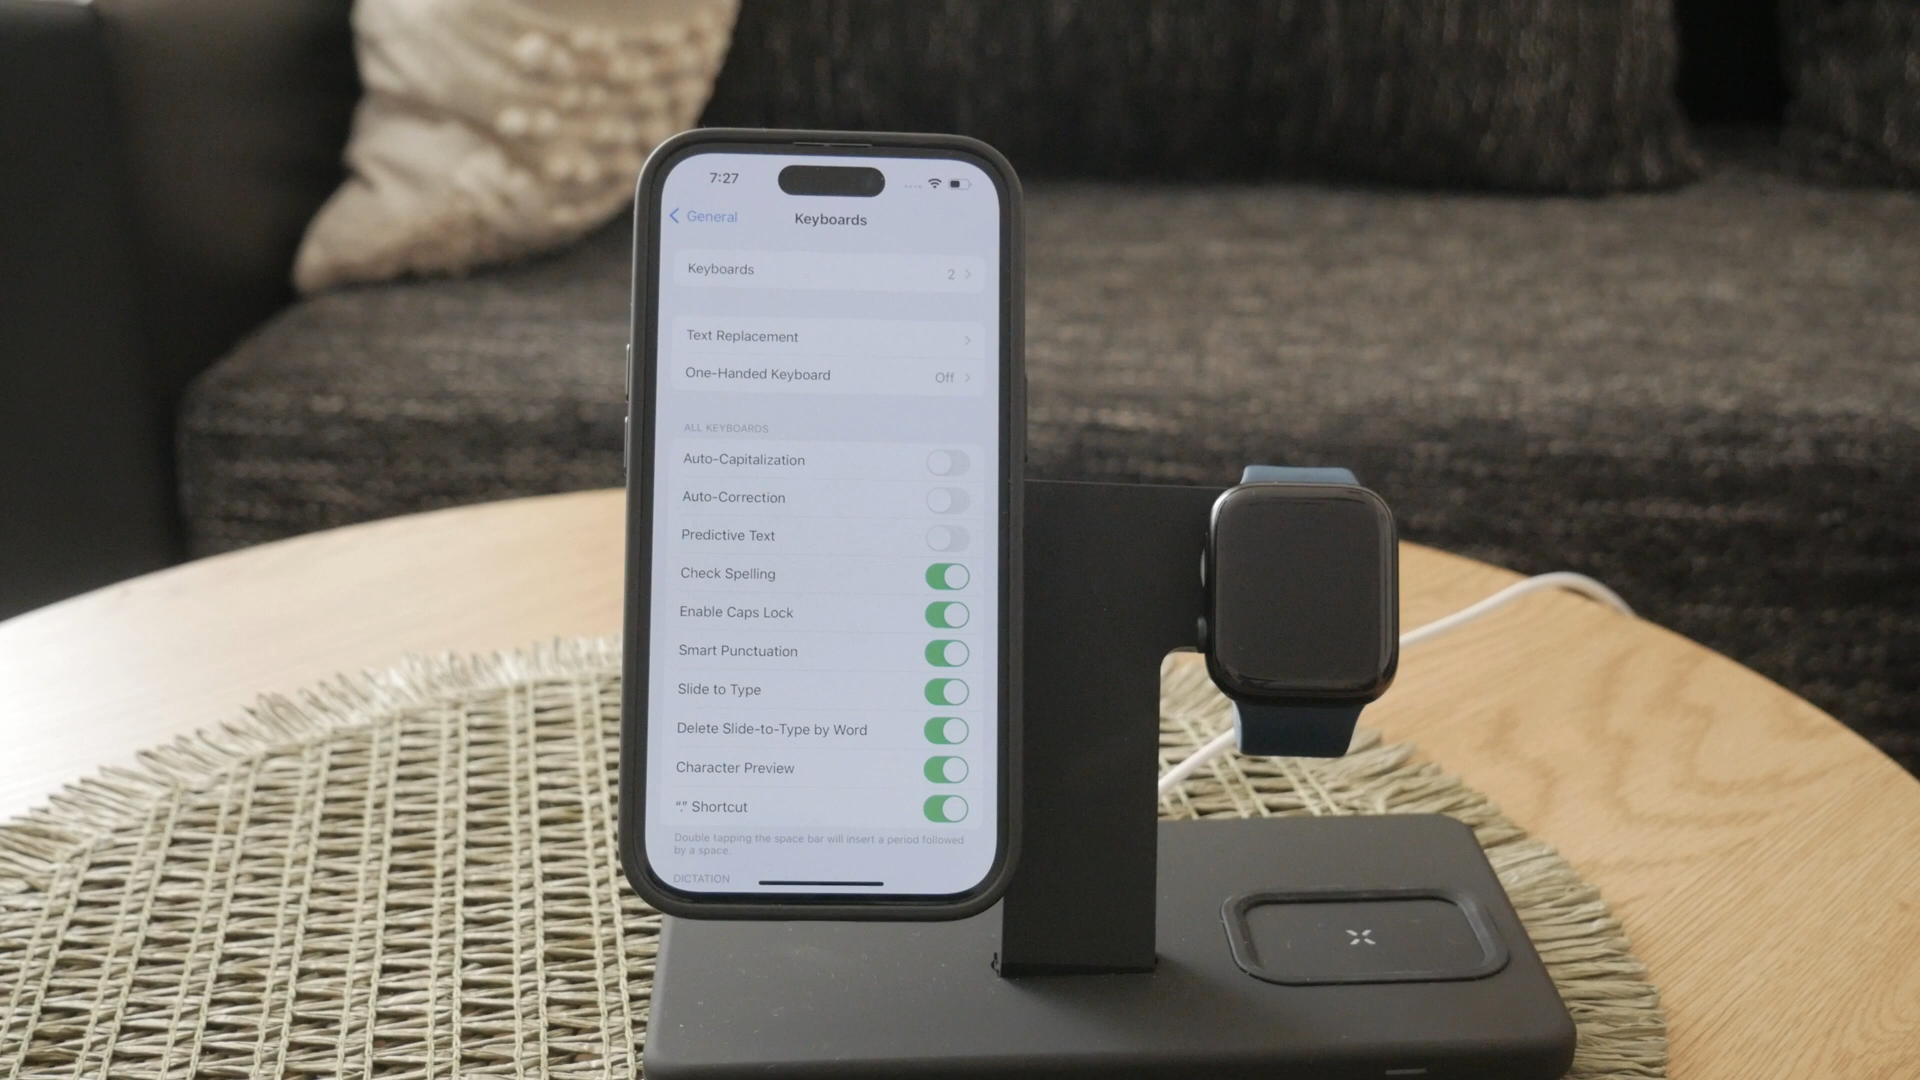 7:27
General
Keyboards
Keyboards 2
Text Replacement
One-Handed Keyboard Off
ALL KEYBOARDS
Auto-Capitalization
Auto-Correction
Predictive Text
Check Spelling
Enable Caps Lock
Smart Punctuation
Slide to Type
Delete Slide-to-Type by Word
Character Preview
“.” Shortcut
Double tapping the space bar will insert a period followed
by a space.
DICTATION